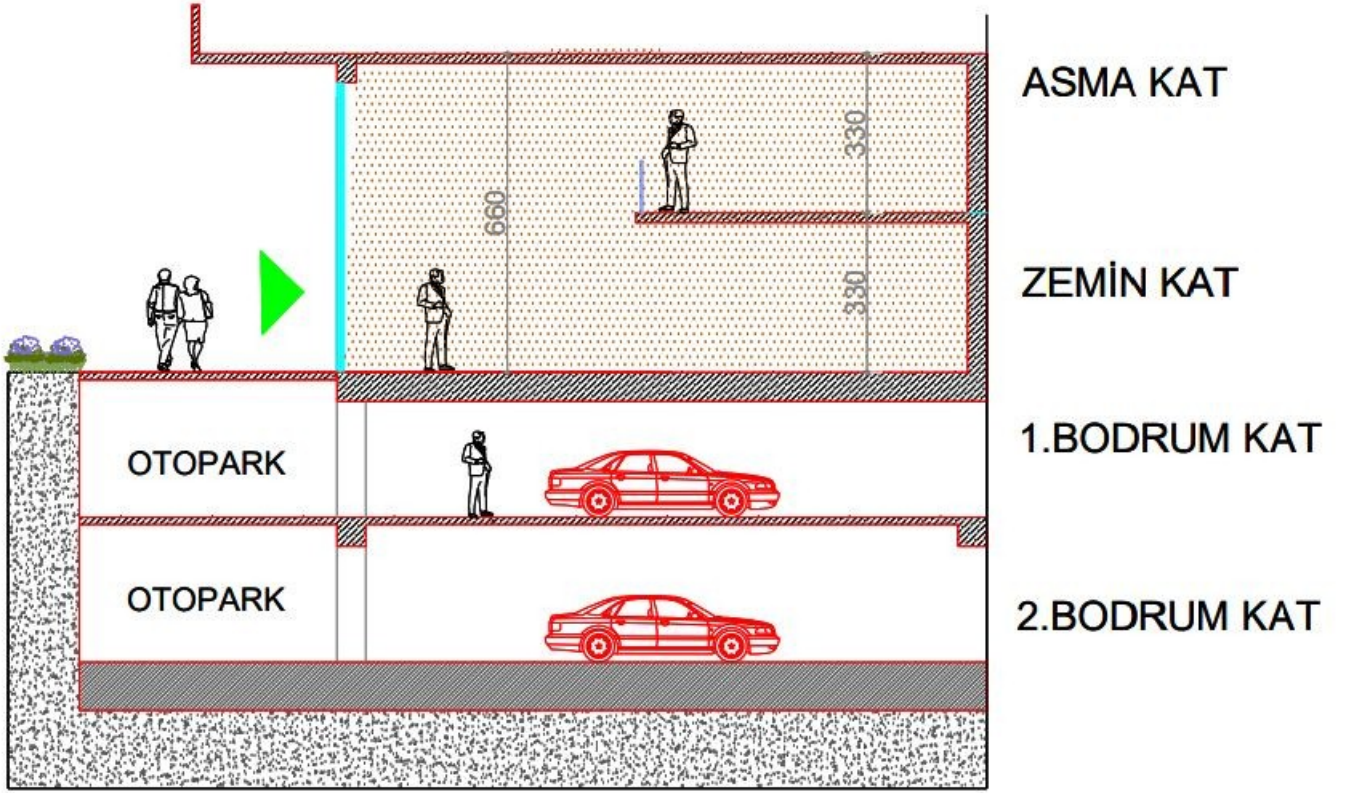 ASMA KAT
330
660
ZEMİN KAT
330
1.BODRUM KAT
OTOPARK
OTOPARK
2.BODRUM KAT